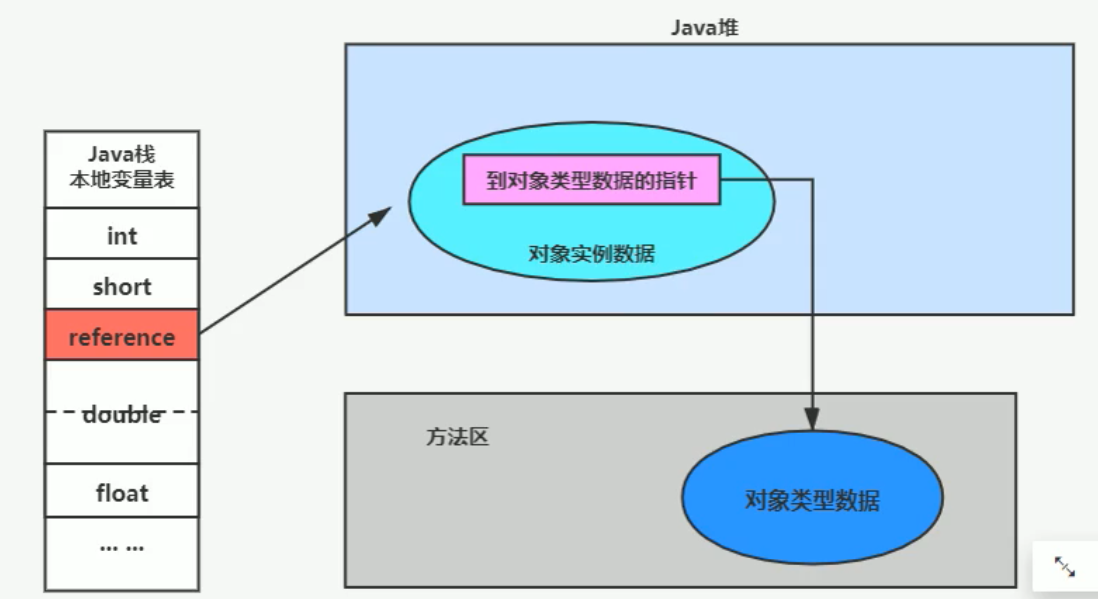 Java堆
Java栈
本地变量表
int
short
reference
double
float
... ...
到对象类型数据的指针
对象实例数据
方法区
对象类型数据